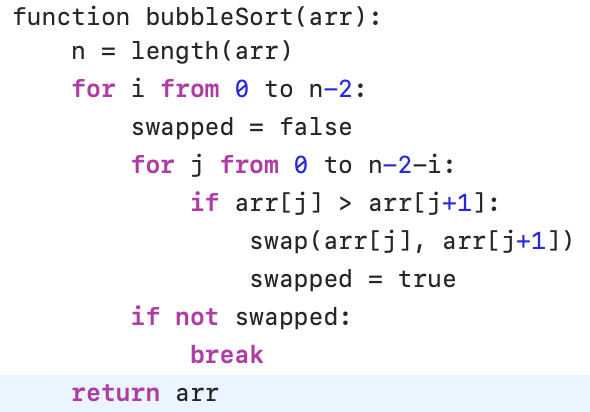 function bubbleSort(arr):
    n = length(arr)
    for i from 0 to n-2:
        swapped = false
        for j from 0 to n-2-i:
            if arr[j] > arr[j+1]:
                swap(arr[j], arr[j+1])
                swapped = true
        if not swapped:
            break
    return arr